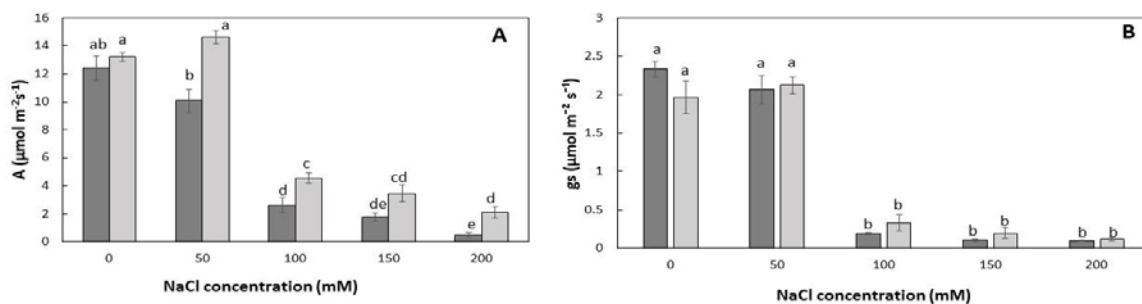 A
A (µmol m⁻² s⁻¹)
16
14
12
10
8
6
4
2
0
ab a
b a
d c
de cd
e d
0 50 100 150 200
NaCl concentration (mM)
B
gs (µmol m⁻² s⁻¹)
3
2.5
2
1.5
1
0.5
0
a a
a a
b b
b b
b b
0 50 100 150 200
NaCl concentration (mM)